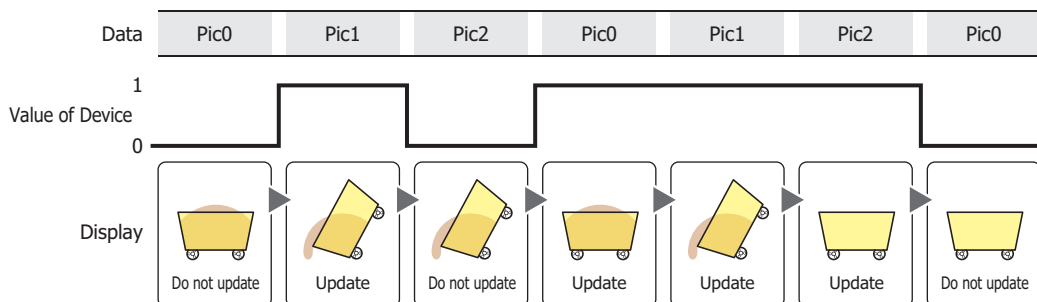 Data Pic0 Pic1 Pic2 Pic0 Pic1 Pic2 Pic0
1
Value of Device
0
Display
Do not update Update Do not update Update Update Update Do not update